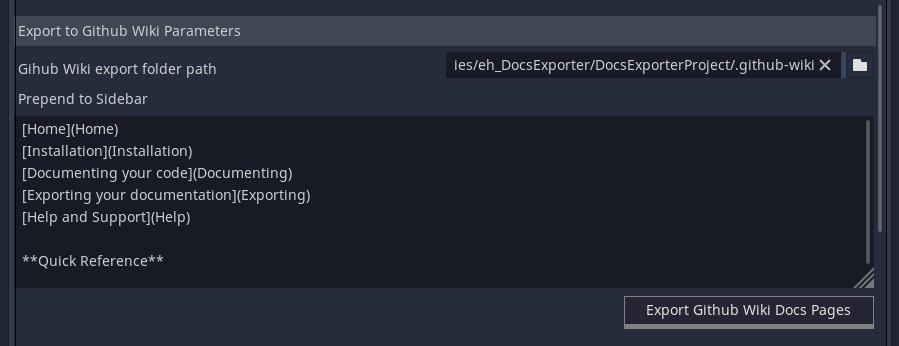 Export to Github Wiki Parameters
Gihub Wiki export folder path
ies/eh_DocsExporter/DocsExporterProject/.github-wiki
Prepend to Sidebar
[Home](Home)
[Installation](Installation)
[Documenting your code](Documenting)
[Exporting your documentation](Exporting)
[Help and Support](Help)
**Quick Reference**
Export Github Wiki Docs Pages